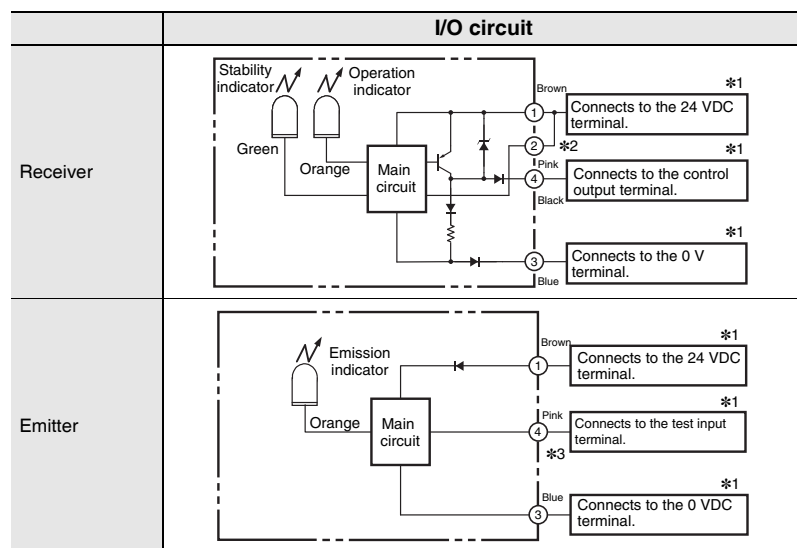 I/O circuit
Receiver
Stability
indicator
Operation
indicator
Green
Orange
Main
circuit
Brown
1
2
*2
Pink
4
Black
3
Blue
*1
Connects to the 24 VDC
terminal.
*1
Connects to the control
output terminal.
*1
Connects to the 0 V
terminal.
Emitter
Emission
indicator
Orange
Main
circuit
Brown
1
Pink
4
*3
Blue
3
*1
Connects to the 24 VDC
terminal.
*1
Connects to the test input
terminal.
*1
Connects to the 0 VDC
terminal.